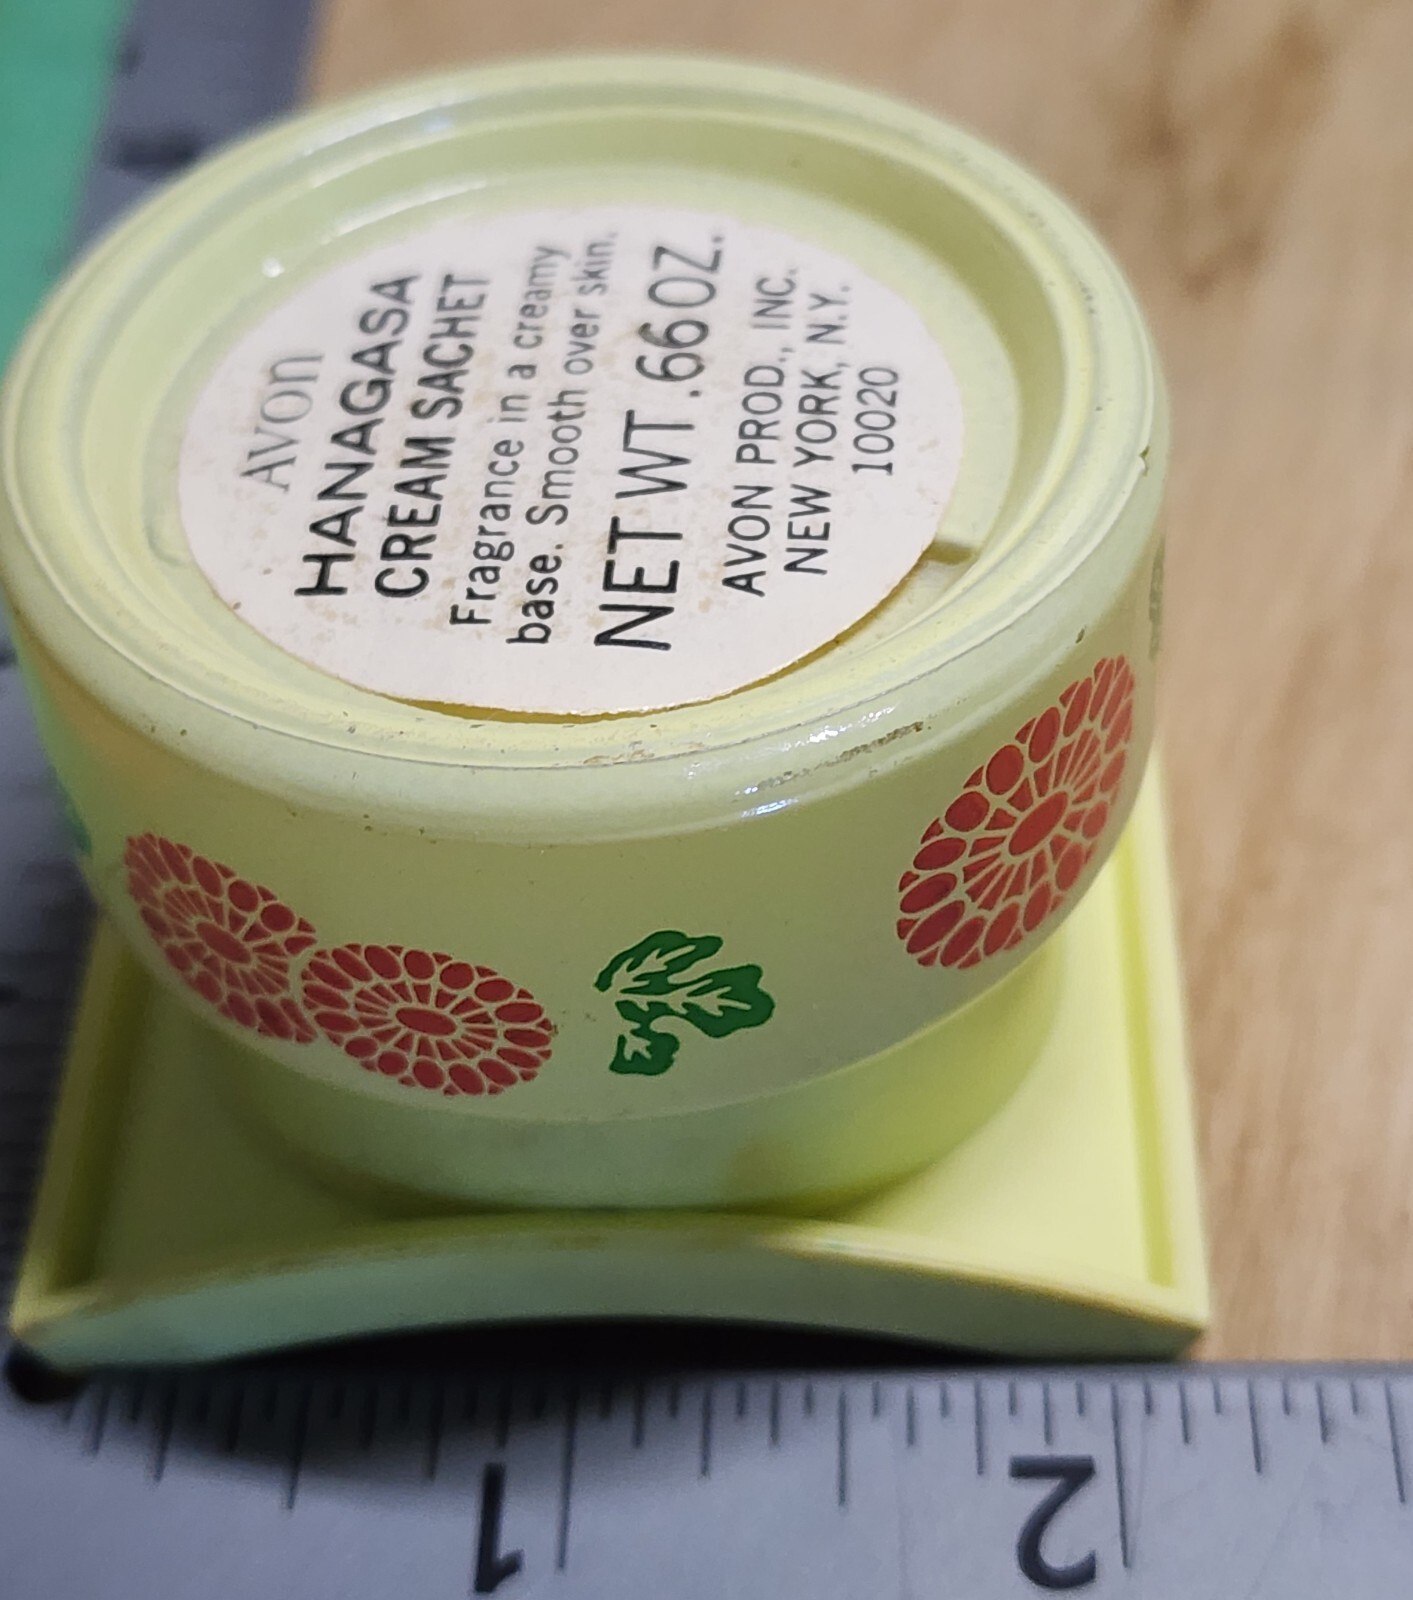 Avon
HANAGASA
CREAM SACHET
Fragrance in a creamy
base. Smooth over skin.
NET WT .66 OZ.
AVON PROD., INC.
NEW YORK, N.Y.
10020
1
2